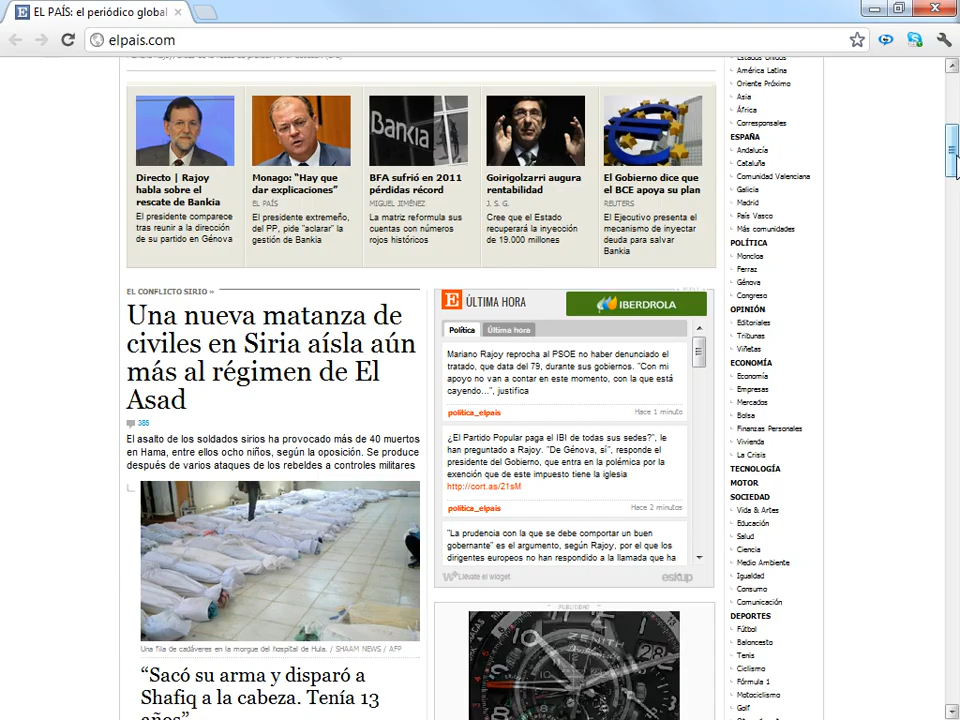 EL PAÍS: el periódico global
elpais.com
Bankia
Directo | Rajoy
habla sobre el
rescate de Bankia
El presidente comparece
tras reunir a la dirección
de su partido en Génova
Monago: “Hay que
dar explicaciones”
EL PAÍS
El presidente extremeño,
del PP, pide "aclarar" la
gestión de Bankia
BFA sufrió en 2011
pérdidas récord
MIGUEL JIMÉNEZ
La matriz reformula sus
cuentas con números
rojos históricos
Goirigolzarri augura
rentabilidad
J. S. G.
Cree que el Estado
recuperará la inyección
de 19.000 millones
El Gobierno dice que
el BCE apoya su plan
REUTERS
El Ejecutivo presenta el
mecanismo de inyectar
deuda para salvar
Bankia
EL CONFLICTO SIRIO »
Una nueva matanza de
civiles en Siria aísla aún
más al régimen de El
Asad
385
El asalto de los soldados sirios ha provocado más de 40 muertos
en Hama, entre ellos ocho niños, según la oposición. Se produce
después de varios ataques de los rebeldes a controles militares
Una fila de cadáveres en la morgue del hospital de Hula. / SHAAM NEWS / AFP
“Sacó su arma y disparó a
Shafiq a la cabeza. Tenía 13
años”
E ÚLTIMA HORA
IBERDROLA
Política Última hora
Mariano Rajoy reprocha al PSOE no haber denunciado el
tratado, que data del 79, durante sus gobiernos. "Con mi
apoyo no van a contar en este momento, con la que está
cayendo...", justifica
politica_elpais Hace 1 minuto
¿El Partido Popular paga el IBI de todas sus sedes?", le
han preguntado a Rajoy. "De Génova, sí", responde el
presidente del Gobierno, que entra en la polémica por la
exención de que este impuesto tiene la iglesia
http://cort.as/21sM
politica_elpais Hace 2 minutos
"La prudencia con la que se debe comportar un buen
gobernante" es el argumento, según Rajoy, por el que los
dirigentes europeos no han respondido a la llamada que ha
Llévate el widget eskup
PUBLICIDAD
ZENITH
28
Estados Unidos
América Latina
Oriente Próximo
Asia
África
Corresponsales
ESPAÑA
Andalucía
Cataluña
Comunidad Valenciana
Galicia
Madrid
País Vasco
Más comunidades
POLÍTICA
Moncloa
Ferraz
Génova
Congreso
OPINIÓN
Editoriales
Tribunas
Viñetas
ECONOMÍA
Economía
Empresas
Mercados
Bolsa
Finanzas Personales
Vivienda
La Crisis
TECNOLOGÍA
MOTOR
SOCIEDAD
Vida & Artes
Educación
Salud
Ciencia
Medio Ambiente
Igualdad
Consumo
Comunicación
DEPORTES
Fútbol
Baloncesto
Tenis
Ciclismo
Fórmula 1
Motociclismo
Golf